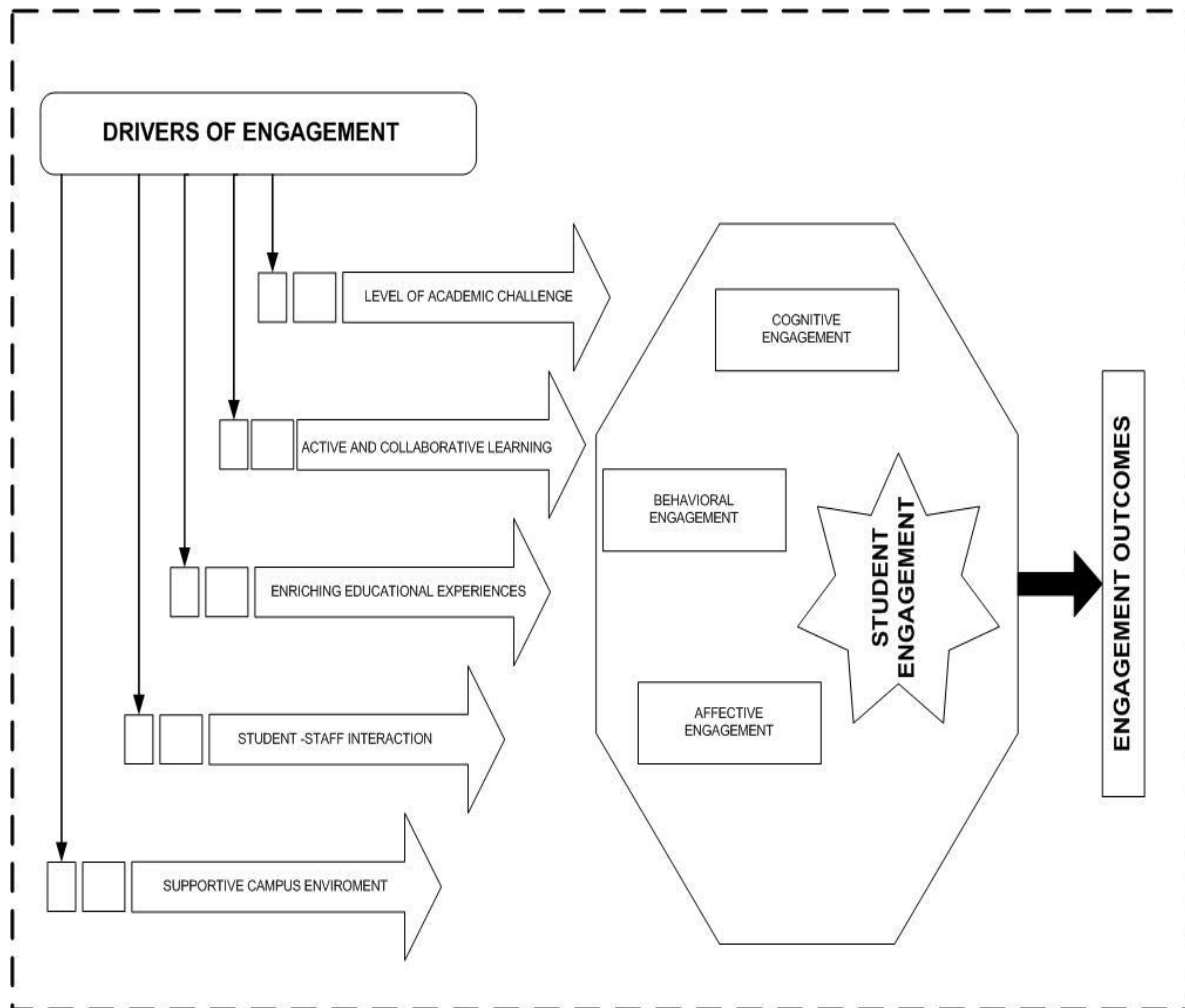 DRIVERS OF ENGAGEMENT
LEVEL OF ACADEMIC CHALLENGE
COGNITIVE
ENGAGEMENT
ACTIVE AND COLLABORATIVE LEARNING
BEHAVIORAL
ENGAGEMENT
STUDENT
ENGAGEMENT
ENRICHING EDUCATIONAL EXPERIENCES
AFFECTIVE
ENGAGEMENT
STUDENT -STAFF INTERACTION
SUPPORTIVE CAMPUS ENVIROMENT
ENGAGEMENT OUTCOMES